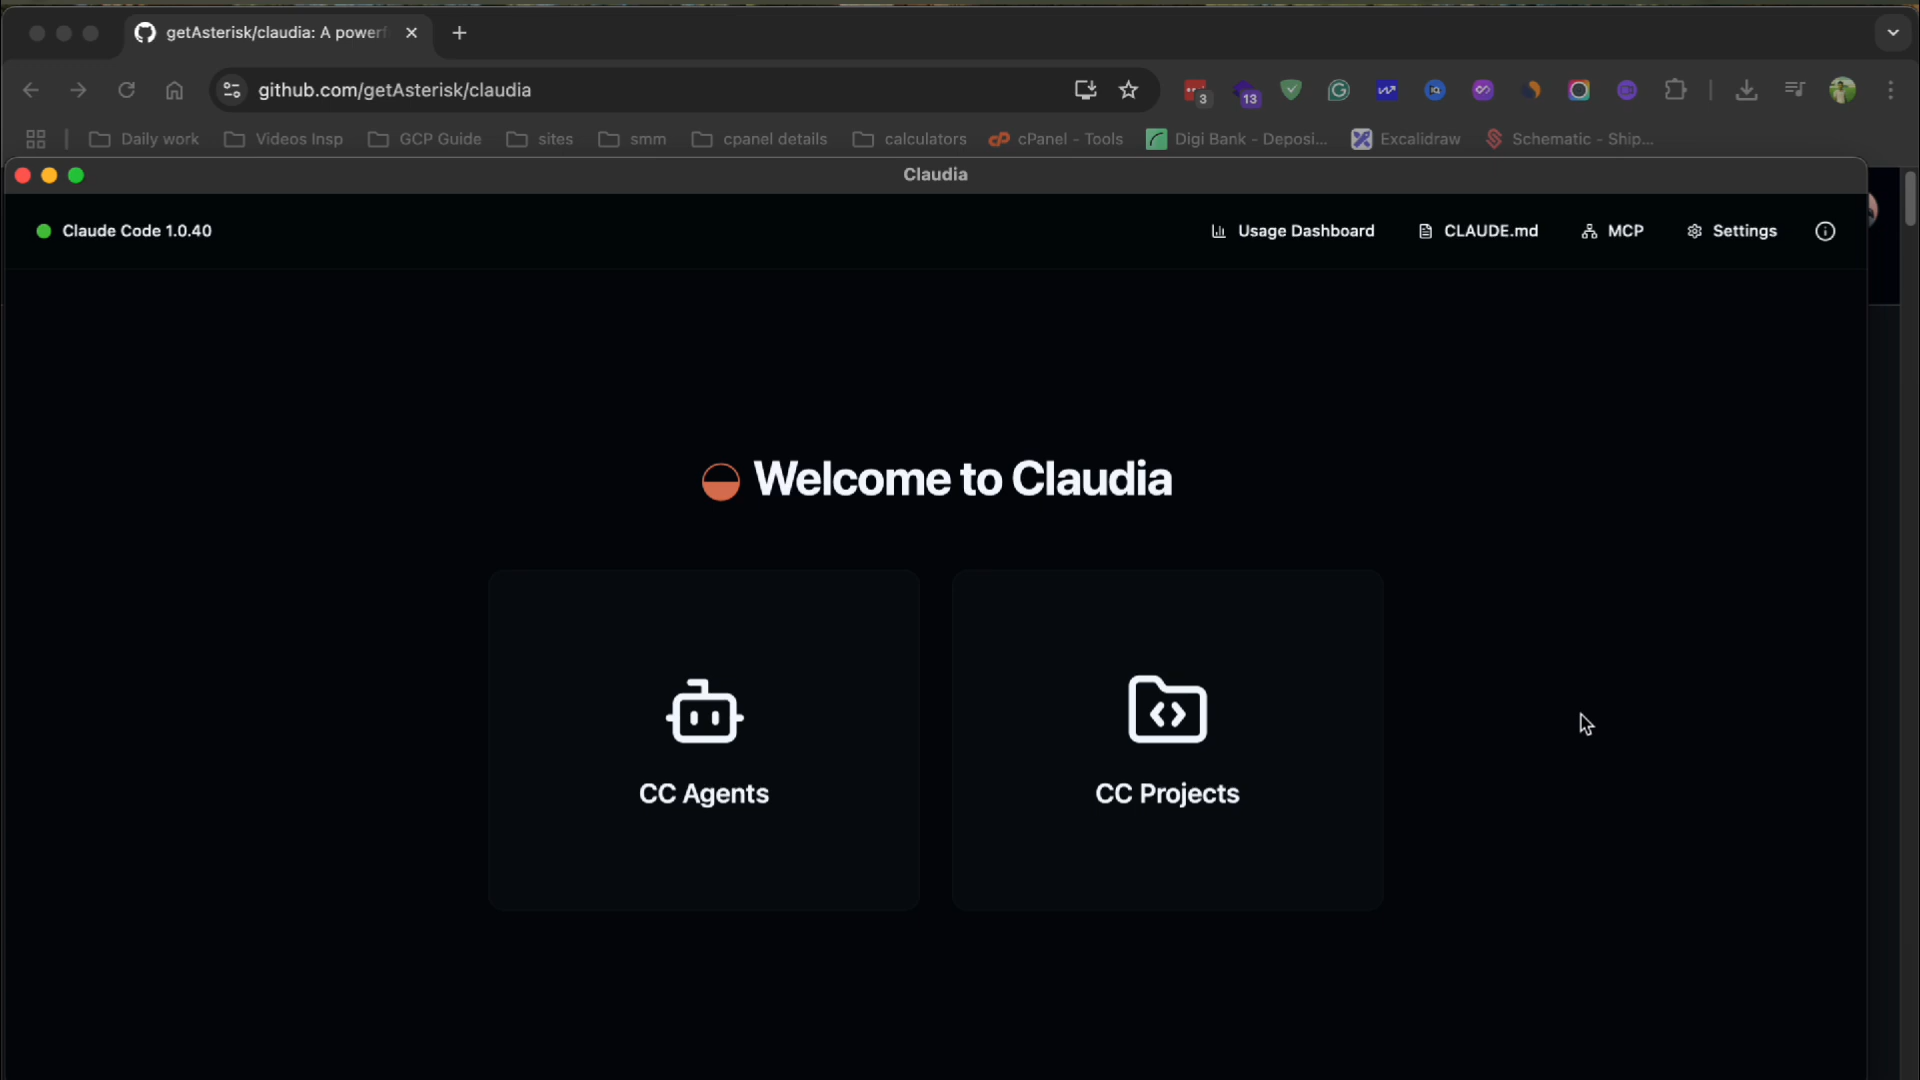 getAsterisk/claudia: A powerf
github.com/getAsterisk/claudia
3
13
Daily work
Videos Insp
GCP Guide
sites
smm
cpanel details
calculators
cPanel - Tools
Digi Bank - Deposi...
Excalidraw
Schematic - Ship...
Claudia
Claude Code 1.0.40
Usage Dashboard
CLAUDE.md
MCP
Settings
Welcome to Claudia
CC Agents
CC Projects